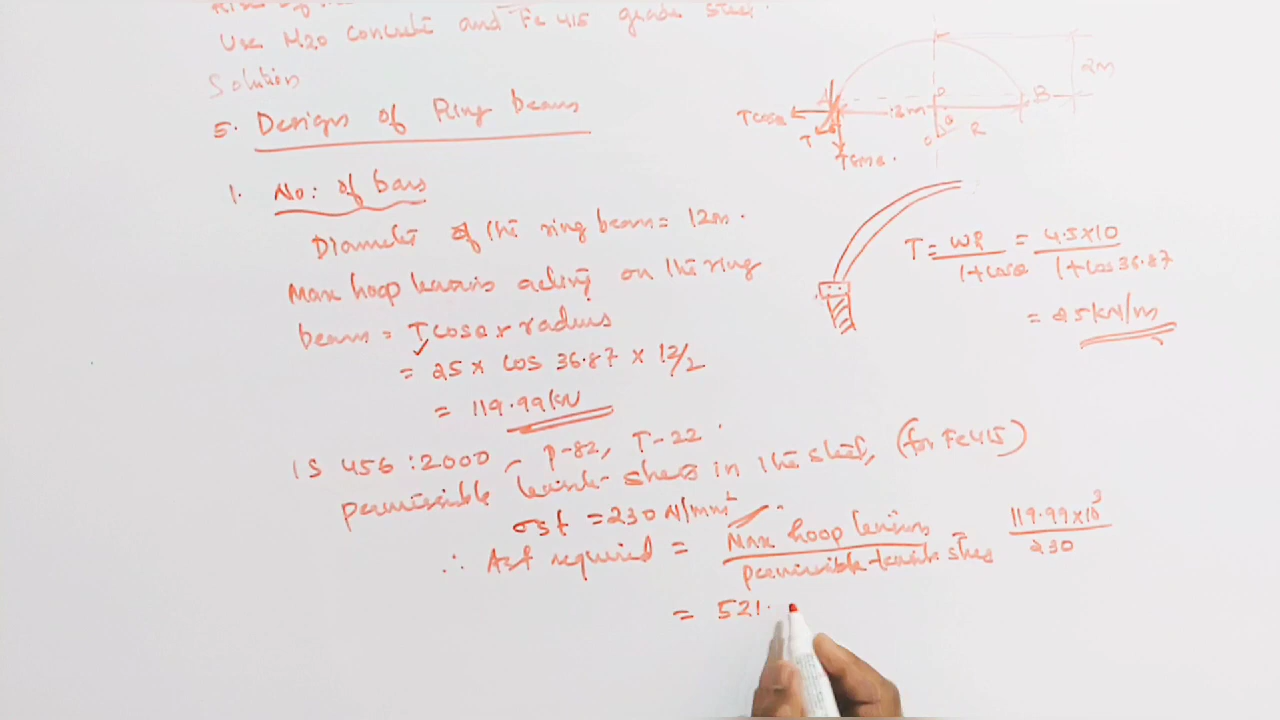 Use M20 concrete and Fe 415 grade steel.
Solution
5. Design of Ring beams
1. No: of bars
Diameter of the ring beam = 12m.
Max hoop tension acting on the ring
beam = T cosθ x radius
= 25 x cos 36.87 x 12/2
= 119.99 kN
IS 456:2000 - P-82, T-22
permissible tensile stress in the steel, (for Fe415)
σst = 230 N/mm²
∴ Ast required = Max hoop tension / permissible tensile stress = 119.99x10³ / 230
= 521.
2m
A
B
12m
R
θ
O
Tcosθ
T
Tsinθ.
T = WR / 1+cosθ = 4.5x10 / 1+cos 36.87
= 25 kN/m